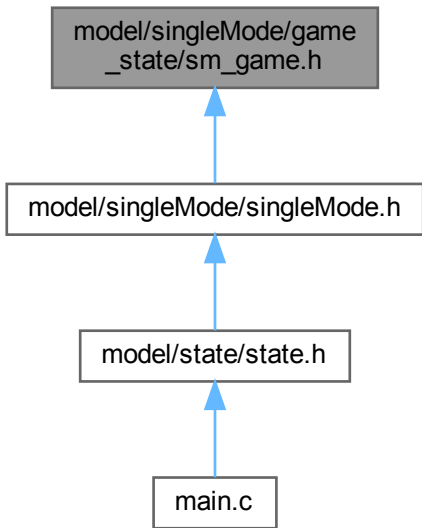 model/singleMode/game
_state/sm_game.h
model/singleMode/singleMode.h
model/state/state.h
main.c